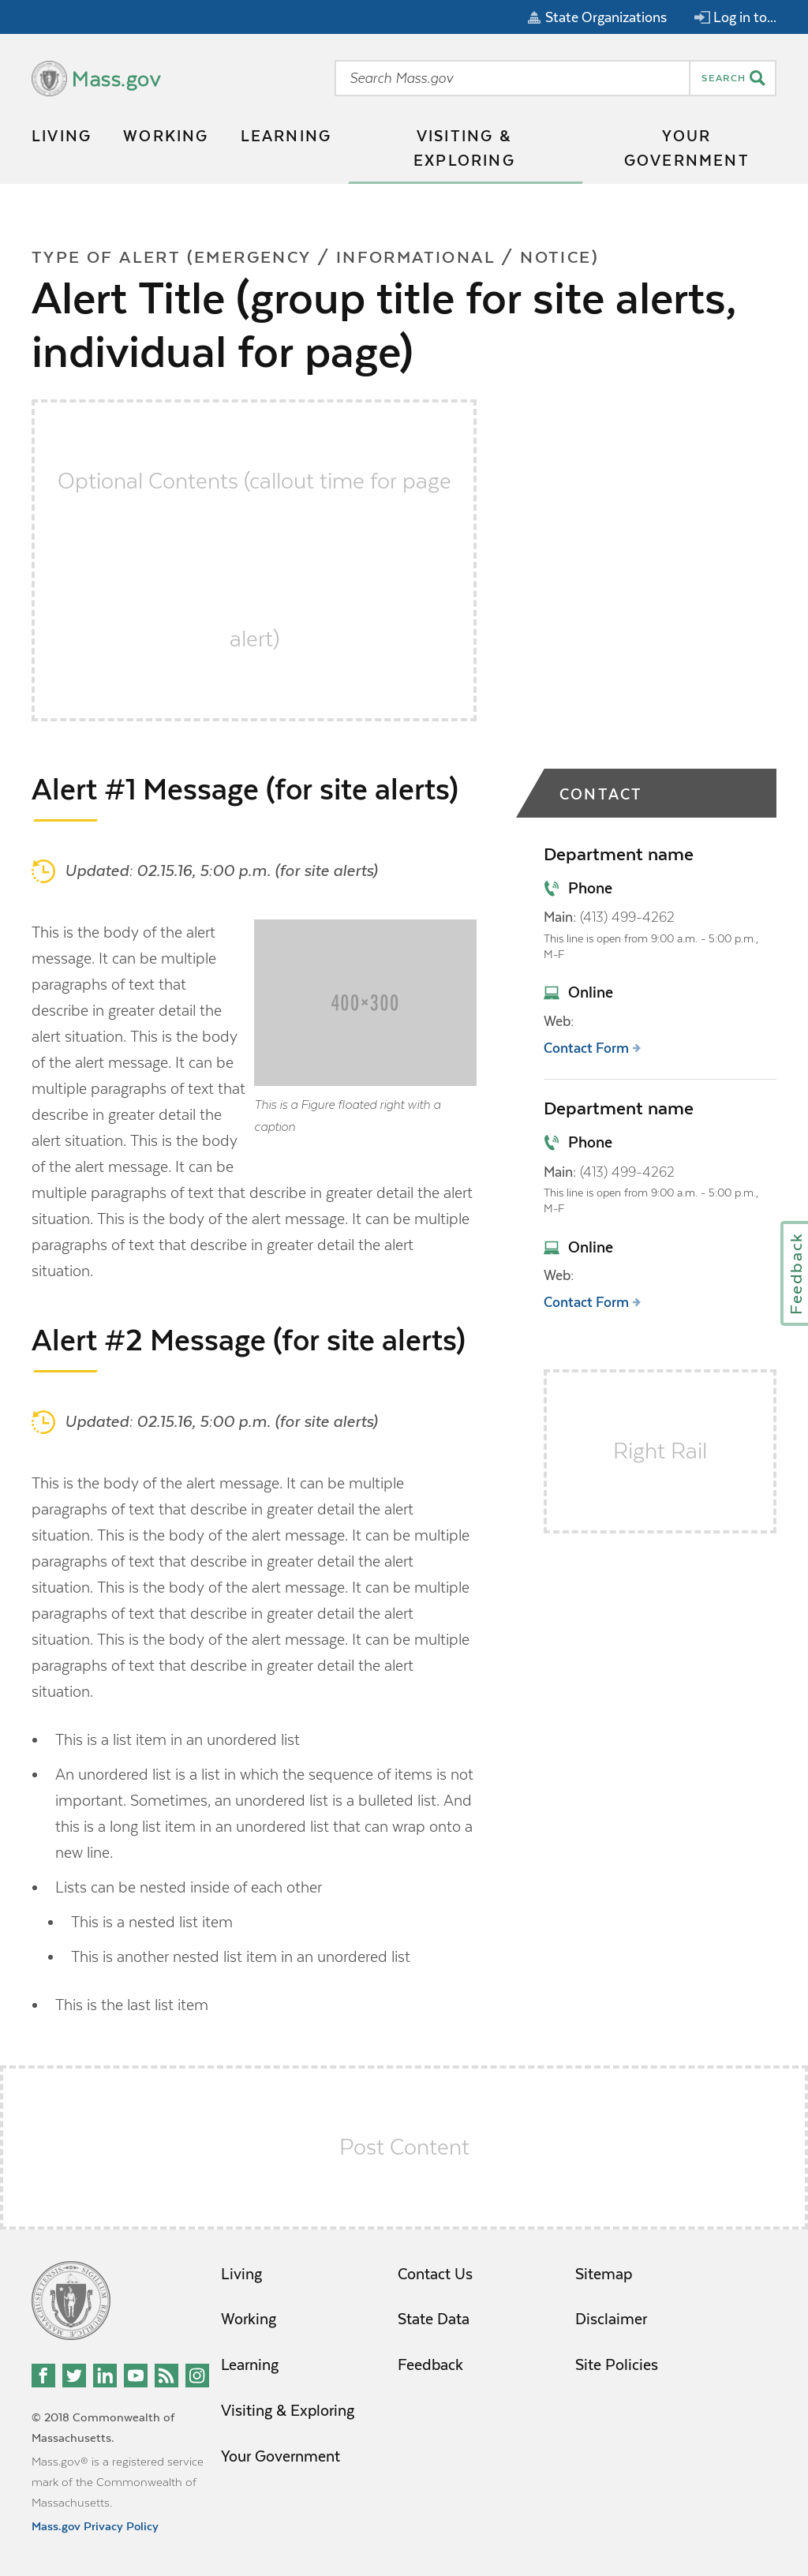 State Organizations
Log in to...
Mass.gov
Search Mass.gov
SEARCH
LIVING
WORKING
LEARNING
VISITING &
EXPLORING
YOUR
GOVERNMENT
TYPE OF ALERT (EMERGENCY / INFORMATIONAL / NOTICE)
Alert Title (group title for site alerts,
individual for page)
Optional Contents (callout time for page
alert)
Alert #1 Message (for site alerts)
Updated: 02.15.16, 5:00 p.m. (for site alerts)
This is the body of the alert
message. It can be multiple
paragraphs of text that
describe in greater detail the
alert situation. This is the body
of the alert message. It can be
multiple paragraphs of text that
describe in greater detail the
alert situation. This is the body
of the alert message. It can be
multiple paragraphs of text that describe in greater detail the alert
situation. This is the body of the alert message. It can be multiple
paragraphs of text that describe in greater detail the alert
situation.
400×300
This is a Figure floated right with a
caption
Alert #2 Message (for site alerts)
Updated: 02.15.16, 5:00 p.m. (for site alerts)
This is the body of the alert message. It can be multiple
paragraphs of text that describe in greater detail the alert
situation. This is the body of the alert message. It can be multiple
paragraphs of text that describe in greater detail the alert
situation. This is the body of the alert message. It can be multiple
paragraphs of text that describe in greater detail the alert
situation. This is the body of the alert message. It can be multiple
paragraphs of text that describe in greater detail the alert
situation.
• This is a list item in an unordered list
• An unordered list is a list in which the sequence of items is not
important. Sometimes, an unordered list is a bulleted list. And
this is a long list item in an unordered list that can wrap onto a
new line.
• Lists can be nested inside of each other
• This is a nested list item
• This is another nested list item in an unordered list
• This is the last list item
CONTACT
Department name
Phone
Main: (413) 499-4262
This line is open from 9:00 a.m. - 5:00 p.m.,
M-F
Online
Web:
Contact Form
Department name
Phone
Main: (413) 499-4262
This line is open from 9:00 a.m. - 5:00 p.m.,
M-F
Online
Web:
Contact Form
Feedback
Right Rail
Post Content
© 2018 Commonwealth of
Massachusetts.
Mass.gov® is a registered service
mark of the Commonwealth of
Massachusetts.
Mass.gov Privacy Policy
Living
Working
Learning
Visiting & Exploring
Your Government
Contact Us
State Data
Feedback
Sitemap
Disclaimer
Site Policies